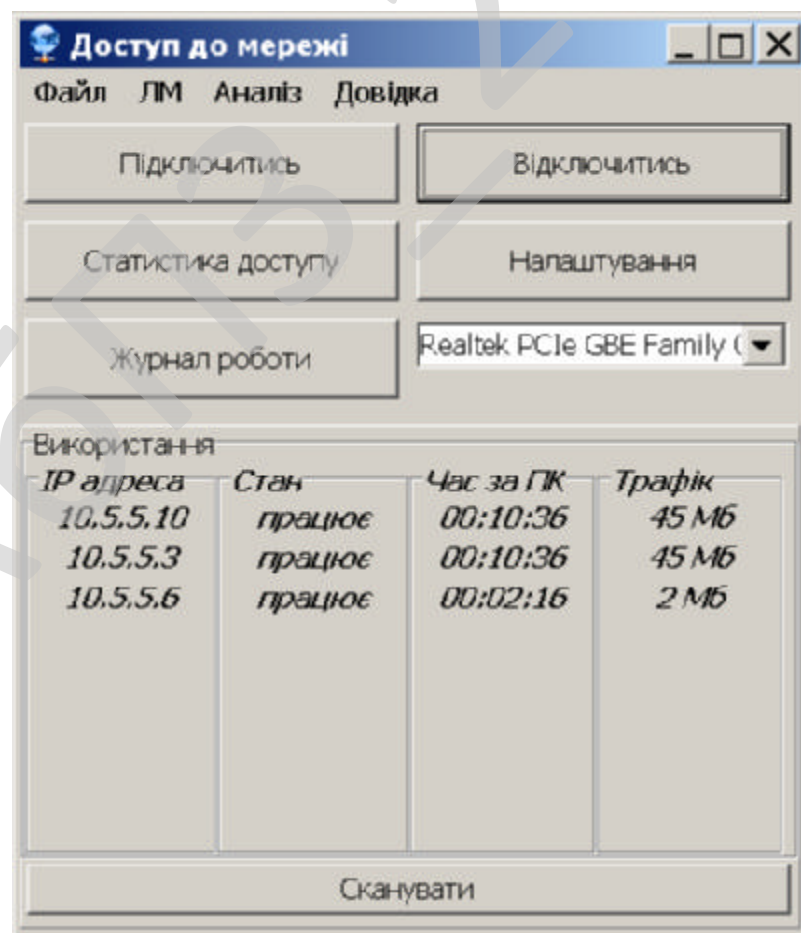 Доступ до мережі
Файл ЛМ Аналіз Довідка
Підключитись Відключитись
Статистика доступу Налаштування
Журнал роботи Realtek PCIe GBE Family
Використання
IP адреса Стан Час за ПК Трафік
10.5.5.10 працює 00:10:36 45 Мб
10.5.5.3 працює 00:10:36 45 Мб
10.5.5.6 працює 00:02:16 2 Мб
Сканувати